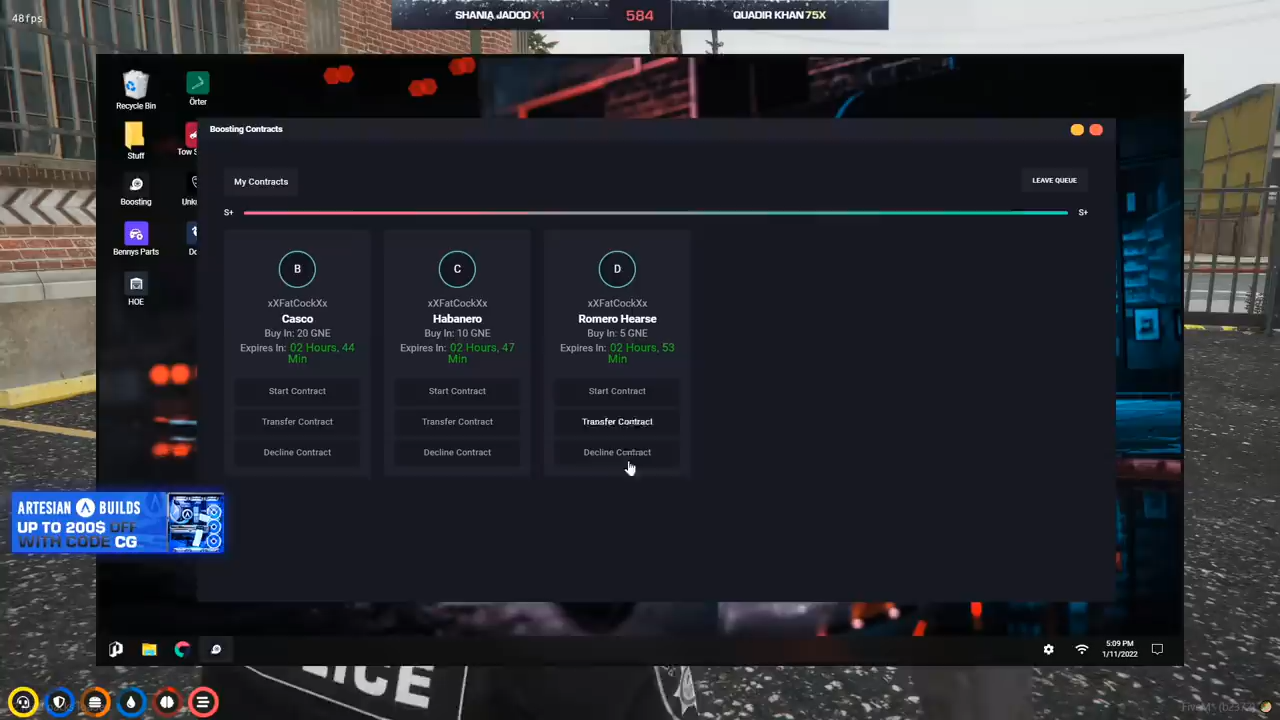 48fps
SHANIA JADOO X1
584
QUADIR KHAN 75X
Recycle Bin
Örter
Stuff
Tow
Boosting
Bennys Parts
HOE
Boosting Contracts
My Contracts
LEAVE QUEUE
S+
S+
B
xXFatCockXx
Casco
Buy In: 20 GNE
Expires In: 02 Hours, 44
Min
Start Contract
Transfer Contract
Decline Contract
C
xXFatCockXx
Habanero
Buy In: 10 GNE
Expires In: 02 Hours, 47
Min
Start Contract
Transfer Contract
Decline Contract
D
xXFatCockXx
Romero Hearse
Buy In: 5 GNE
Expires In: 02 Hours, 53
Min
Start Contract
Transfer Contract
Decline Contract
ARTESIAN BUILDS
UP TO 200$ OFF
WITH CODE CG
5:09 PM
1/11/2022